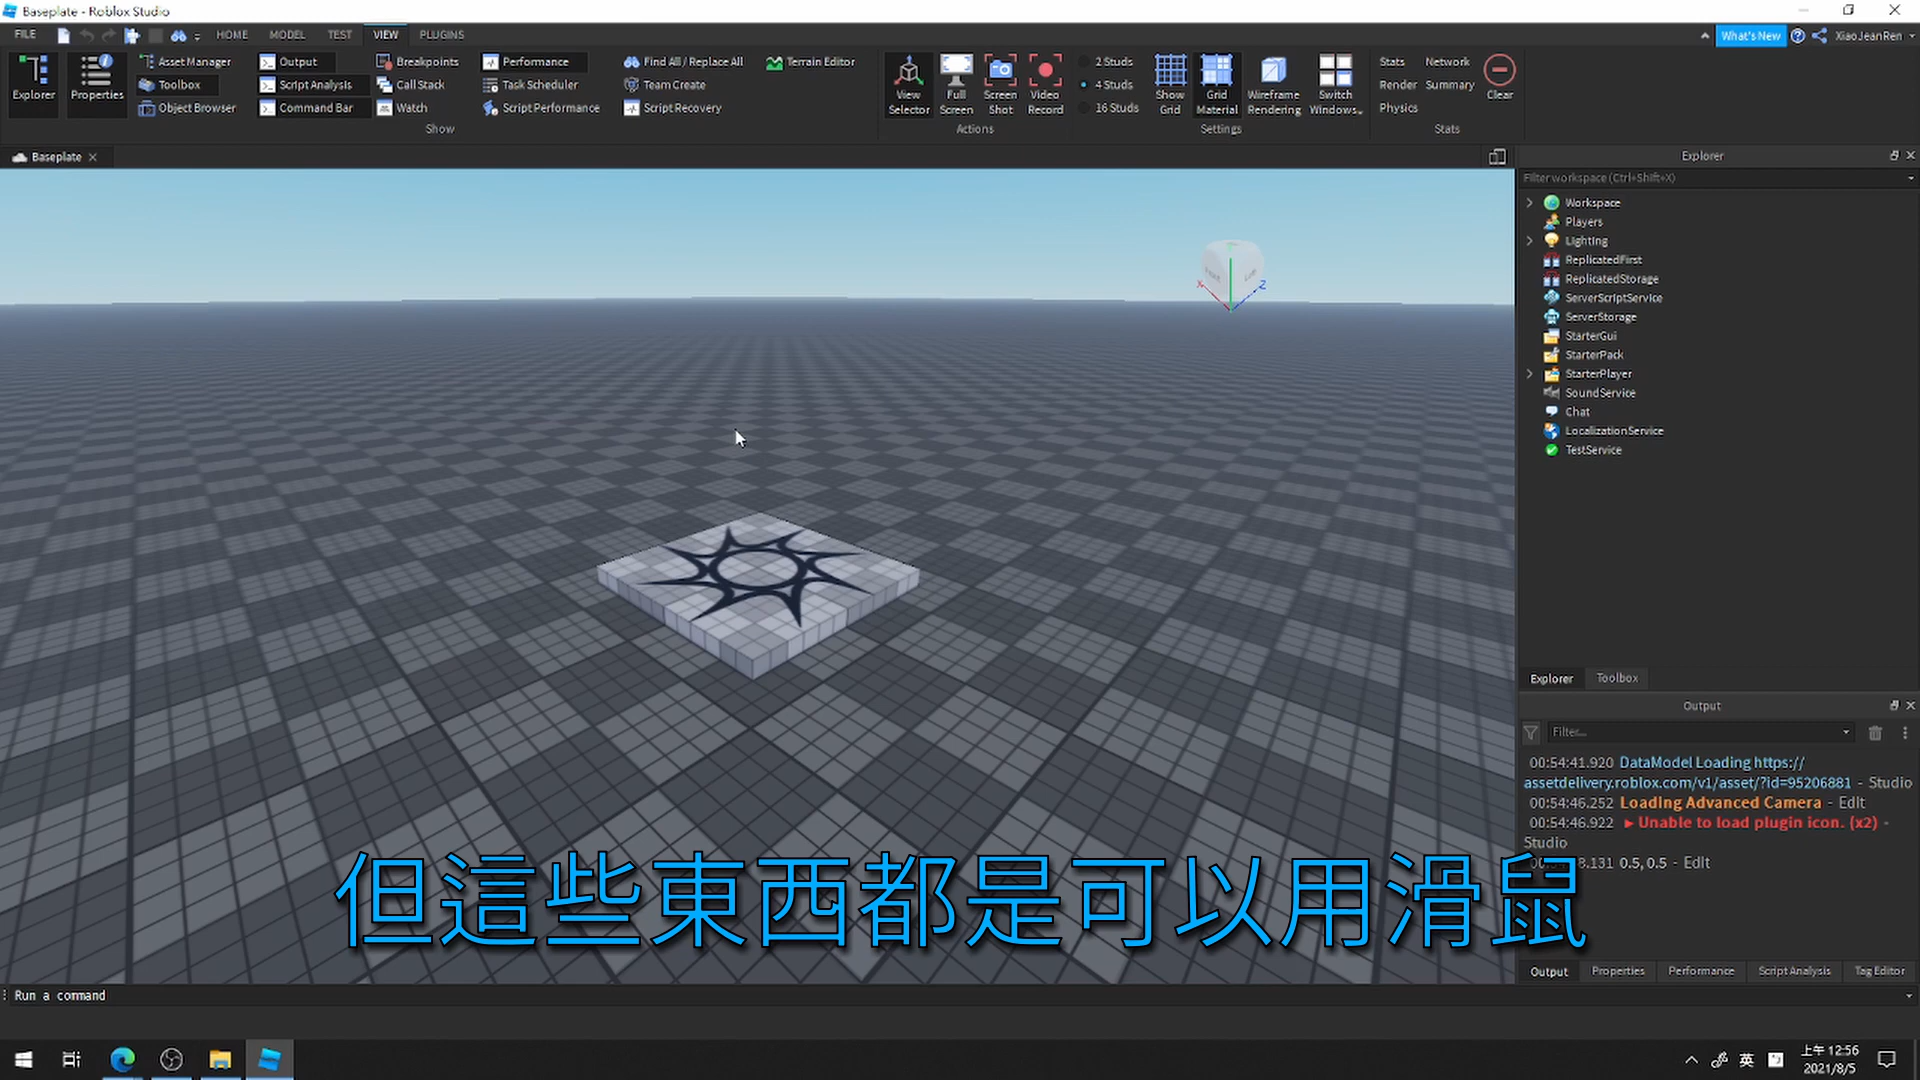 Baseplate - Roblox Studio
FILE HOME MODEL TEST VIEW PLUGINS What's New XiaoJeanRen
Explorer
Properties
Asset Manager
Toolbox
Object Browser
Output
Script Analysis
Command Bar
Breakpoints
Call Stack
Watch
Performance
Task Scheduler
Script Performance
Find All / Replace All
Team Create
Script Recovery
Terrain Editor
Show
View Selector
Full Screen
Screen Shot
Video Record
Actions
2 Studs
4 Studs
16 Studs
Show Grid
Grid Material
Wireframe Rendering
Switch Windows
Settings
Stats Network
Render Summary
Physics
Clear
Stats
Baseplate
X Z
Explorer
Filter workspace (Ctrl+Shift+X)
Workspace
Players
Lighting
ReplicatedFirst
ReplicatedStorage
ServerScriptService
ServerStorage
StarterGui
StarterPack
StarterPlayer
SoundService
Chat
LocalizationService
TestService
Explorer Toolbox
Output
Filter...
00:54:41.920 DataModel Loading https://
assetdelivery.roblox.com/v1/asset/?id=95206881 - Studio
00:54:46.252 Loading Advanced Camera - Edit
00:54:46.922 Unable to load plugin icon. (x2) -
Studio
8.131 0.5, 0.5 - Edit
但這些東西都是可以用滑鼠
Output Properties Performance Script Analysis Tag Editor
Run a command
英
上午 12:56
2021/8/5